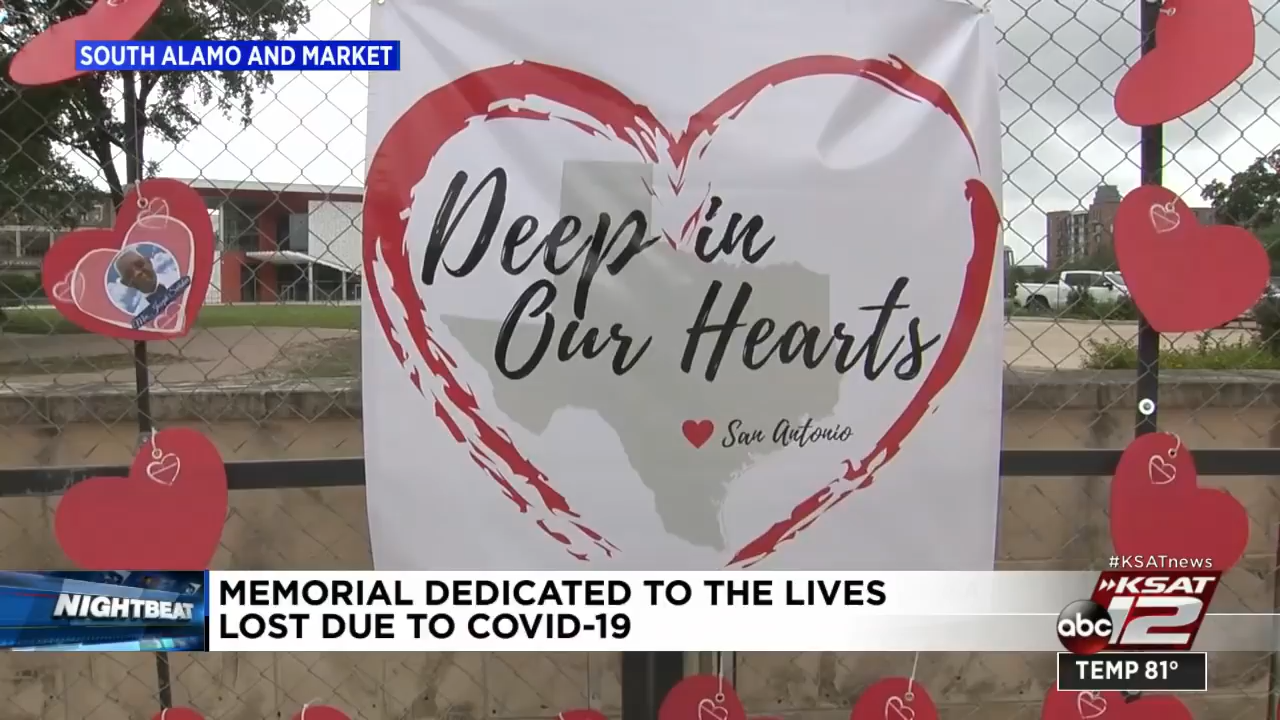 SOUTH ALAMO AND MARKET
Deep in
Our Hearts
San Antonio
#KSATnews
NIGHTBEAT
MEMORIAL DEDICATED TO THE LIVES
LOST DUE TO COVID-19
KSAT
abc 12
TEMP 81°